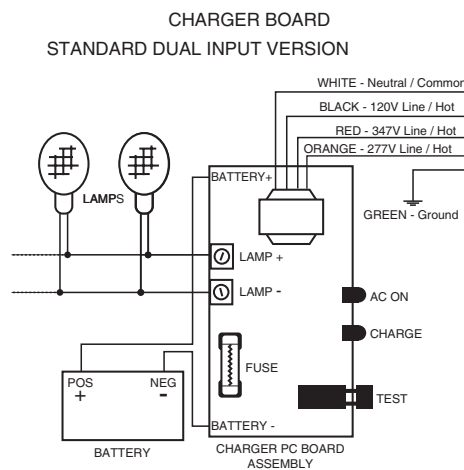 CHARGER BOARD
STANDARD DUAL INPUT VERSION
WHITE - Neutral / Common
BLACK - 120V Line / Hot
RED - 347V Line / Hot
ORANGE - 277V Line / Hot
GREEN - Ground
LAMPS
BATTERY+
LAMP +
LAMP -
AC ON
CHARGE
FUSE
TEST
POS
+
NEG
-
BATTERY -
BATTERY
CHARGER PC BOARD
ASSEMBLY